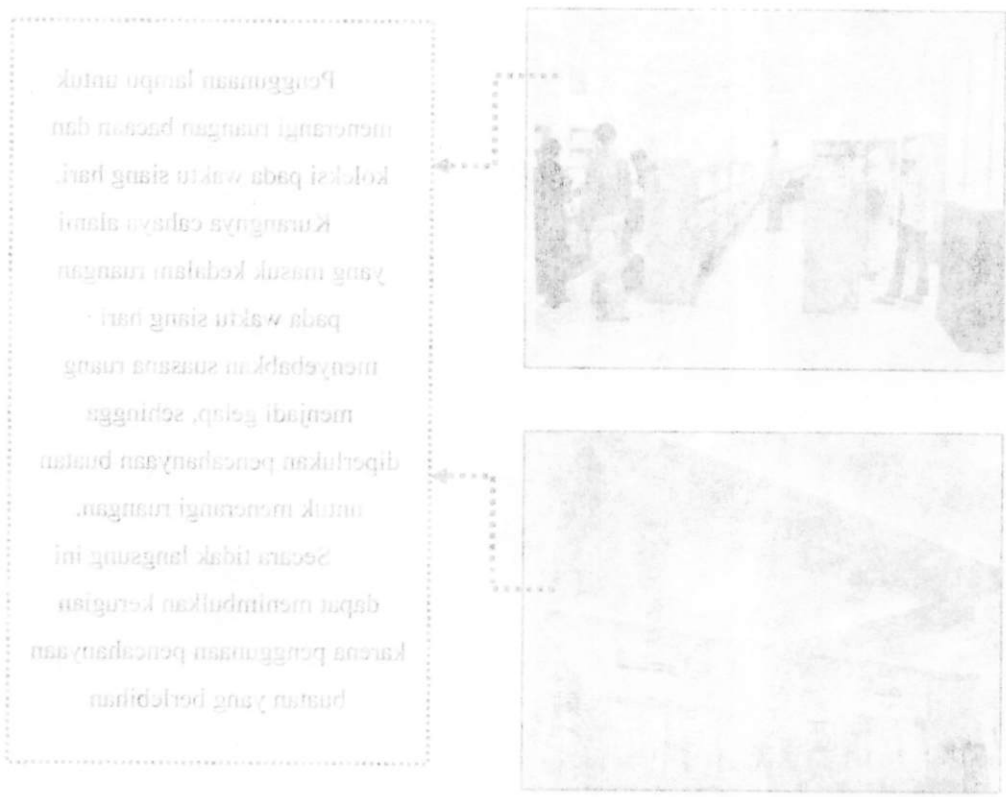 Penggunaan lampu untuk
menerangi ruangan bacaan dan
koleksi pada waktu siang hari.
Kurangnya cahaya alami
yang masuk kedalam ruangan
pada waktu siang hari
menyebabkan suasana ruang
menjadi gelap, sehingga
diperlukan pencahanyaan buatan
untuk menerangi ruangan.
Secara tidak langsung ini
dapat menimbulkan kerugian
karena penggunaan pencahanyaan
buatan yang berlebihan